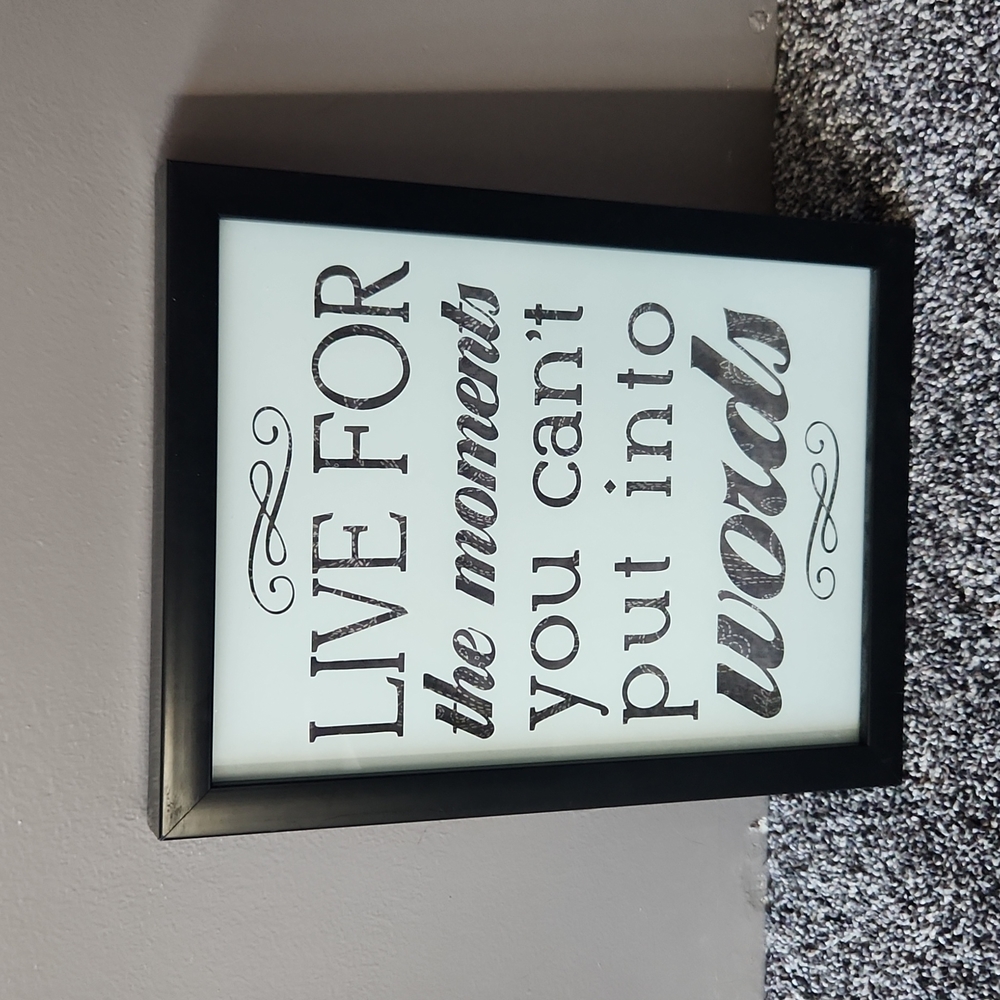 LIVE FOR
the moments
you can't
put into
words